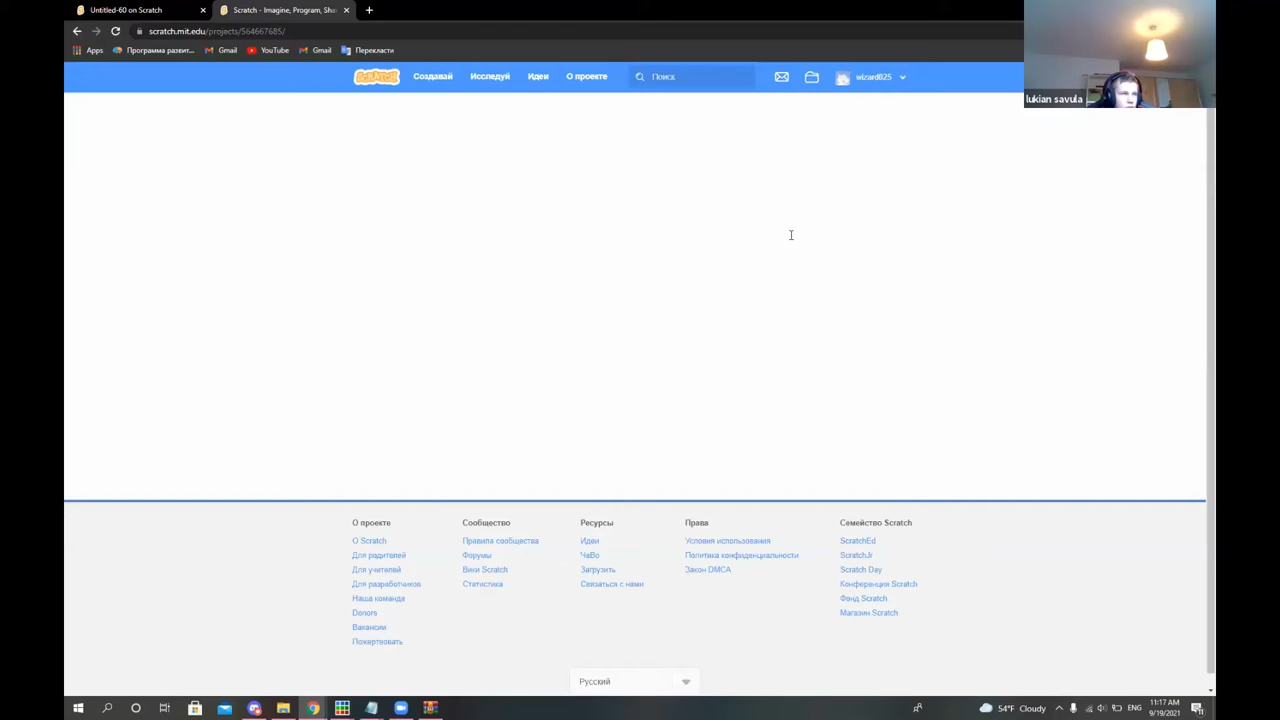 Untitled-60 on Scratch
Scratch - Imagine, Program, Sha
scratch.mit.edu/projects/564667685/
Apps Программа развит... Gmail YouTube Gmail Перекласти
lukian savula
SCRATCH Создавай Исследуй Идеи О проекте Поиск wizard025
О проекте Сообщество Ресурсы Права Семейство Scratch
О Scratch Правила сообщества Идеи Условия использования ScratchEd
Для родителей Форумы ЧаВо Политика конфиденциальности ScratchJr
Для учителей Вики Scratch Загрузить Закон DMCA Scratch Day
Для разработчиков Статистика Связаться с нами Конференция Scratch
Наша команда Фонд Scratch
Donors Магазин Scratch
Вакансии
Пожертвовать
Русский
54°F Cloudy ENG 11:17 AM
9/19/2021